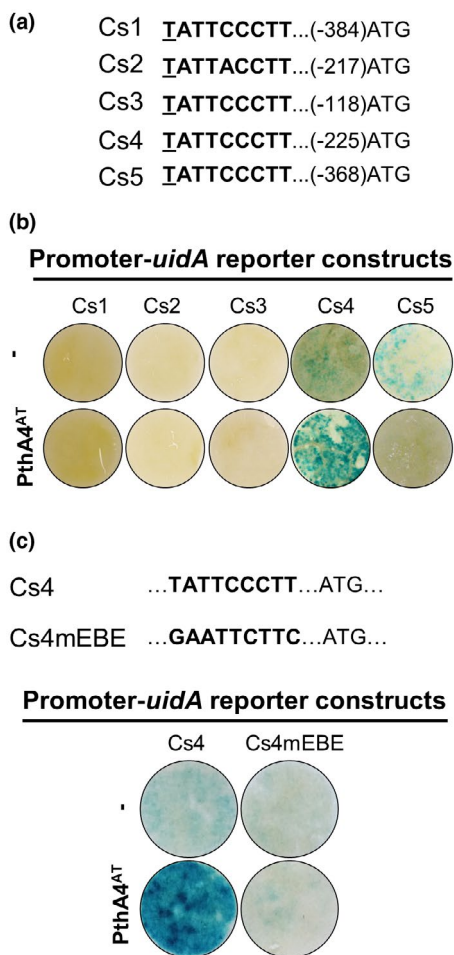 (a)
Cs1 TATTCCCTT...(-384)ATG
Cs2 TATTACCTT...(-217)ATG
Cs3 TATTCCCTT...(-118)ATG
Cs4 TATTCCCTT...(-225)ATG
Cs5 TATTCCCTT...(-368)ATG
(b)
Promoter-uidA reporter constructs
Cs1 Cs2 Cs3 Cs4 Cs5
-
PthA4AT
(c)
Cs4 ...TATTCCCTT...ATG...
Cs4mEBE ...GAATTCTTC...ATG...
Promoter-uidA reporter constructs
Cs4 Cs4mEBE
-
PthA4AT